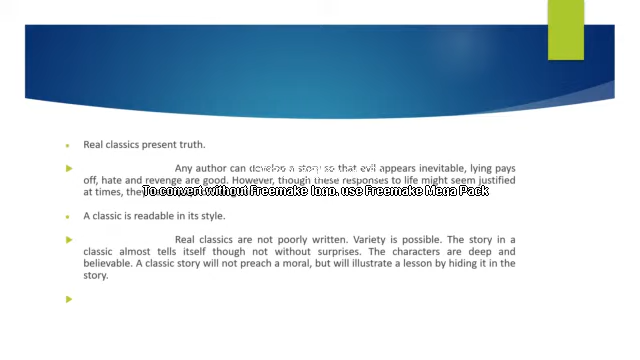 Real classics present truth.
Any author can develop a story so that evil appears inevitable, lying pays
off, hate and revenge are good. However, though these responses to life might seem justified
at times, they
To convert without Freemake logo, use Freemake Mega Pack
A classic is readable in its style.
Real classics are not poorly written. Variety is possible. The story in a
classic almost tells itself though not without surprises. The characters are deep and
believable. A classic story will not preach a moral, but will illustrate a lesson by hiding it in the
story.